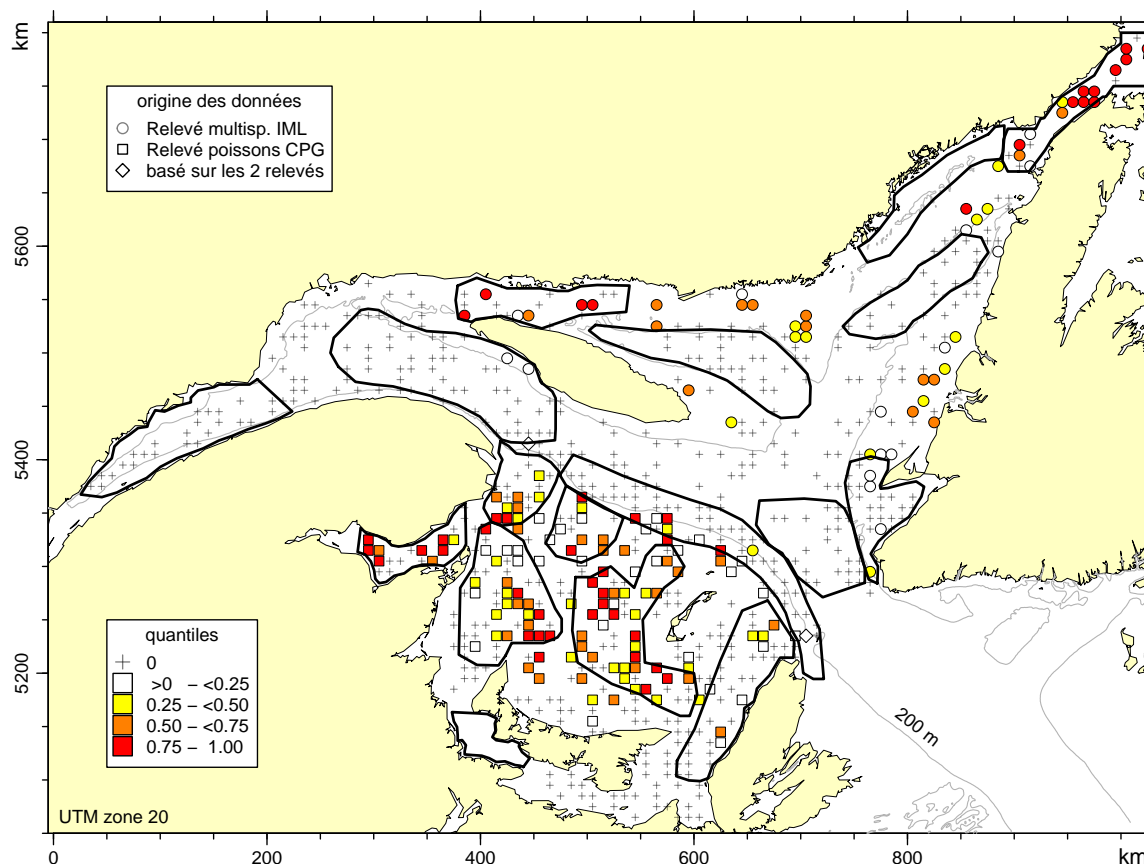 km
origine des données
Relevé multisp. IML
Relevé poissons CPG
basé sur les 2 relevés
5600
5400
5200
quantiles
0
>0 – <0.25
0.25 – <0.50
0.50 – <0.75
0.75 – 1.00
200 m
UTM zone 20
0 200 400 600 800 km